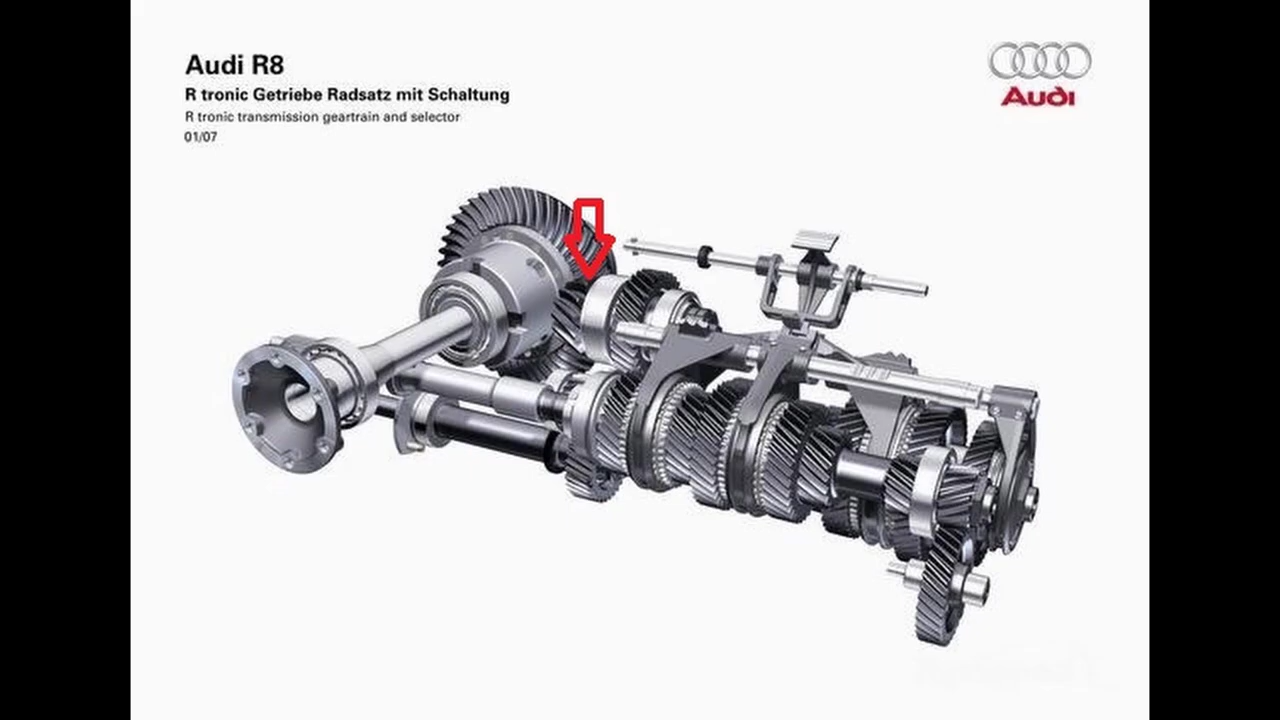 Audi R8
R tronic Getriebe Radsatz mit Schaltung
R tronic transmission geartrain and selector
01/07
Audi